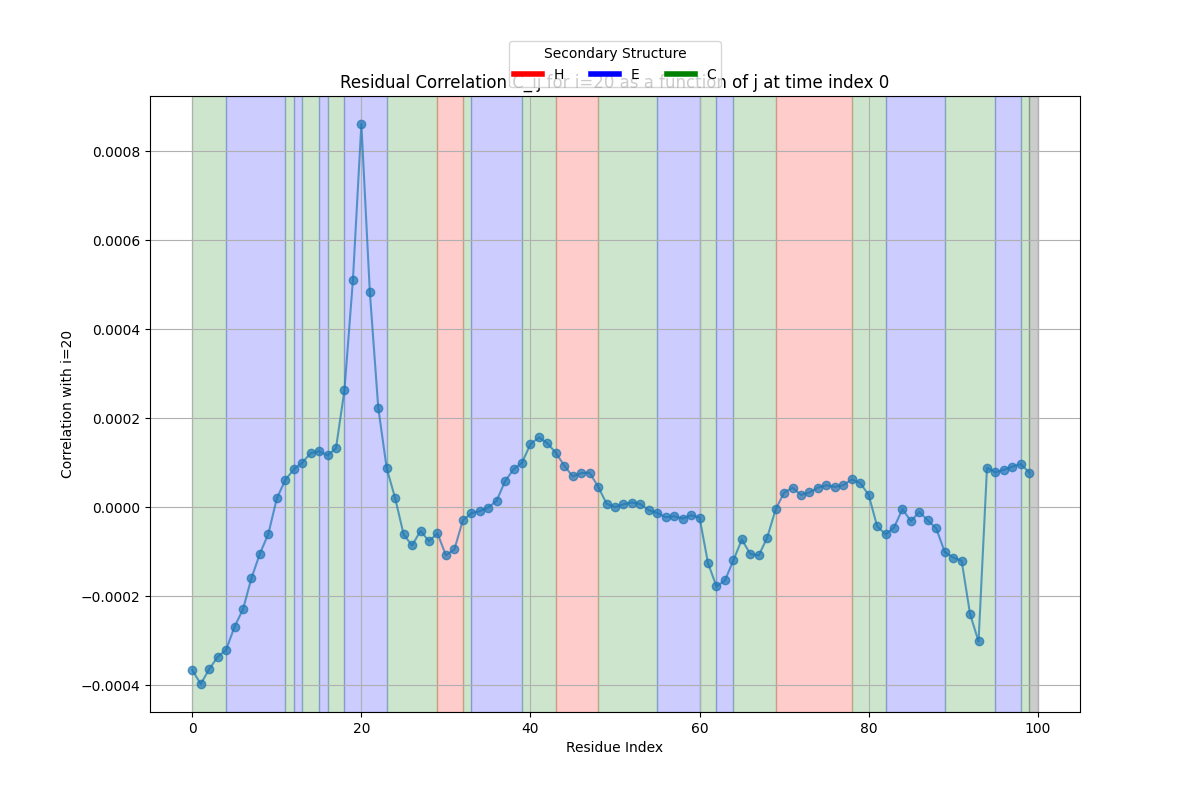 Secondary Structure
H E C
Residual Correlation C_ij for i=20 as a function of j at time index 0
0.0008
0.0006
0.0004
0.0002
0.0000
−0.0002
−0.0004
Correlation with i=20
0 20 40 60 80 100
Residue Index